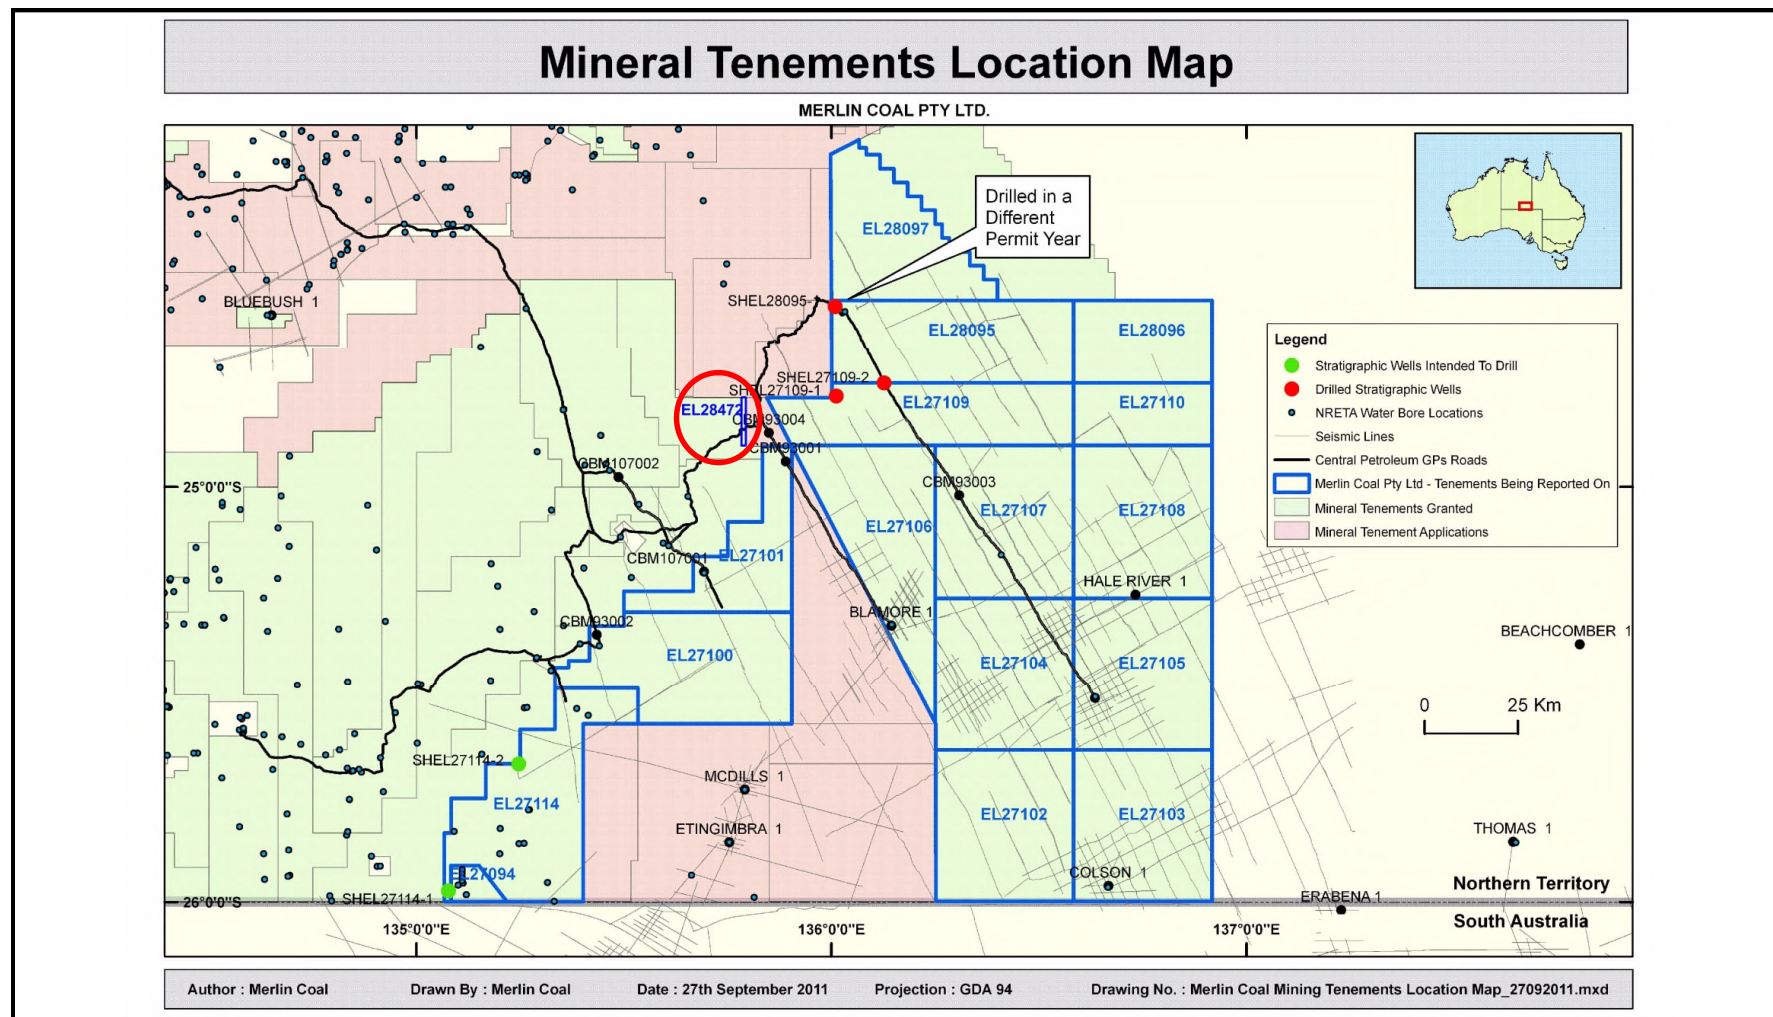 Mineral Tenements Location Map
MERLIN COAL PTY LTD.
Drilled in a
Different
Permit Year
EL28097
BLUEBUSH 1
SHEL28095-1
EL28095
EL28096
SHEL27109-2
SHEL27109-1
EL27109
EL27110
EL28472
CBM93004
CBM93001
CBM107002
CBM93003
25°0'0"S
EL27107
EL27108
EL27106
CBM107001
EL27101
HALE RIVER 1
BLAMORE 1
CBM93002
BEACHCOMBER 1
EL27100
EL27104
EL27105
0 25 Km
SHEL27114-2
MCDILLS 1
EL27114
EL27102
EL27103
ETINGIMBRA 1
THOMAS 1
EL27094
COLSON 1
SHEL27114-1
Northern Territory
26°0'0"S
ERABENA 1
South Australia
135°0'0"E
136°0'0"E
137°0'0"E
Legend
Stratigraphic Wells Intended To Drill
Drilled Stratigraphic Wells
NRETA Water Bore Locations
Seismic Lines
Central Petroleum GPs Roads
Merlin Coal Pty Ltd - Tenements Being Reported On
Mineral Tenements Granted
Mineral Tenement Applications
Author : Merlin Coal
Drawn By : Merlin Coal
Date : 27th September 2011
Projection : GDA 94
Drawing No. : Merlin Coal Mining Tenements Location Map_27092011.mxd